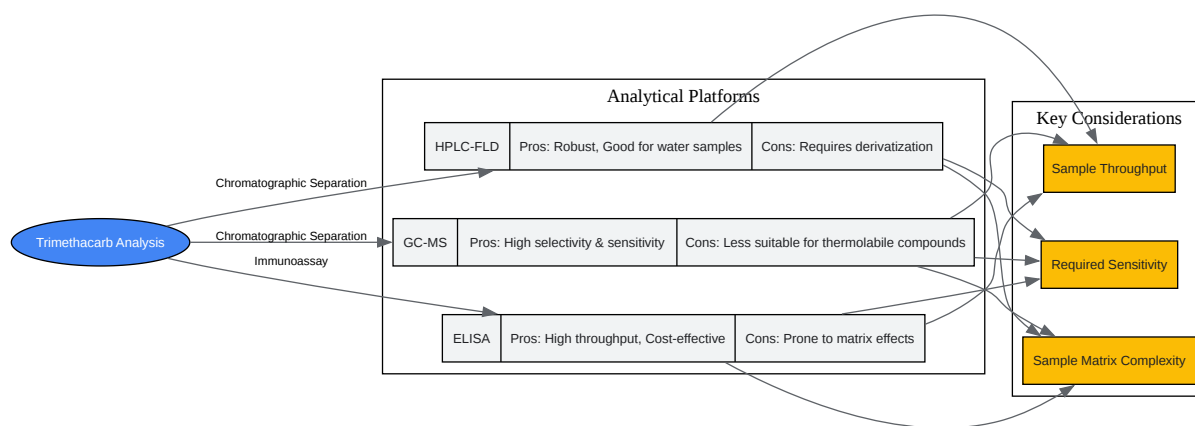 Analytical Platforms
Key Considerations
HPLC-FLD
Pros: Robust, Good for water samples
Cons: Requires derivatization
Sample Throughput
Chromatographic Separation
Trimethacarb Analysis
Chromatographic Separation
GC-MS
Pros: High selectivity & sensitivity
Cons: Less suitable for thermolabile compounds
Required Sensitivity
Immunoassay
ELISA
Pros: High throughput, Cost-effective
Cons: Prone to matrix effects
Sample Matrix Complexity